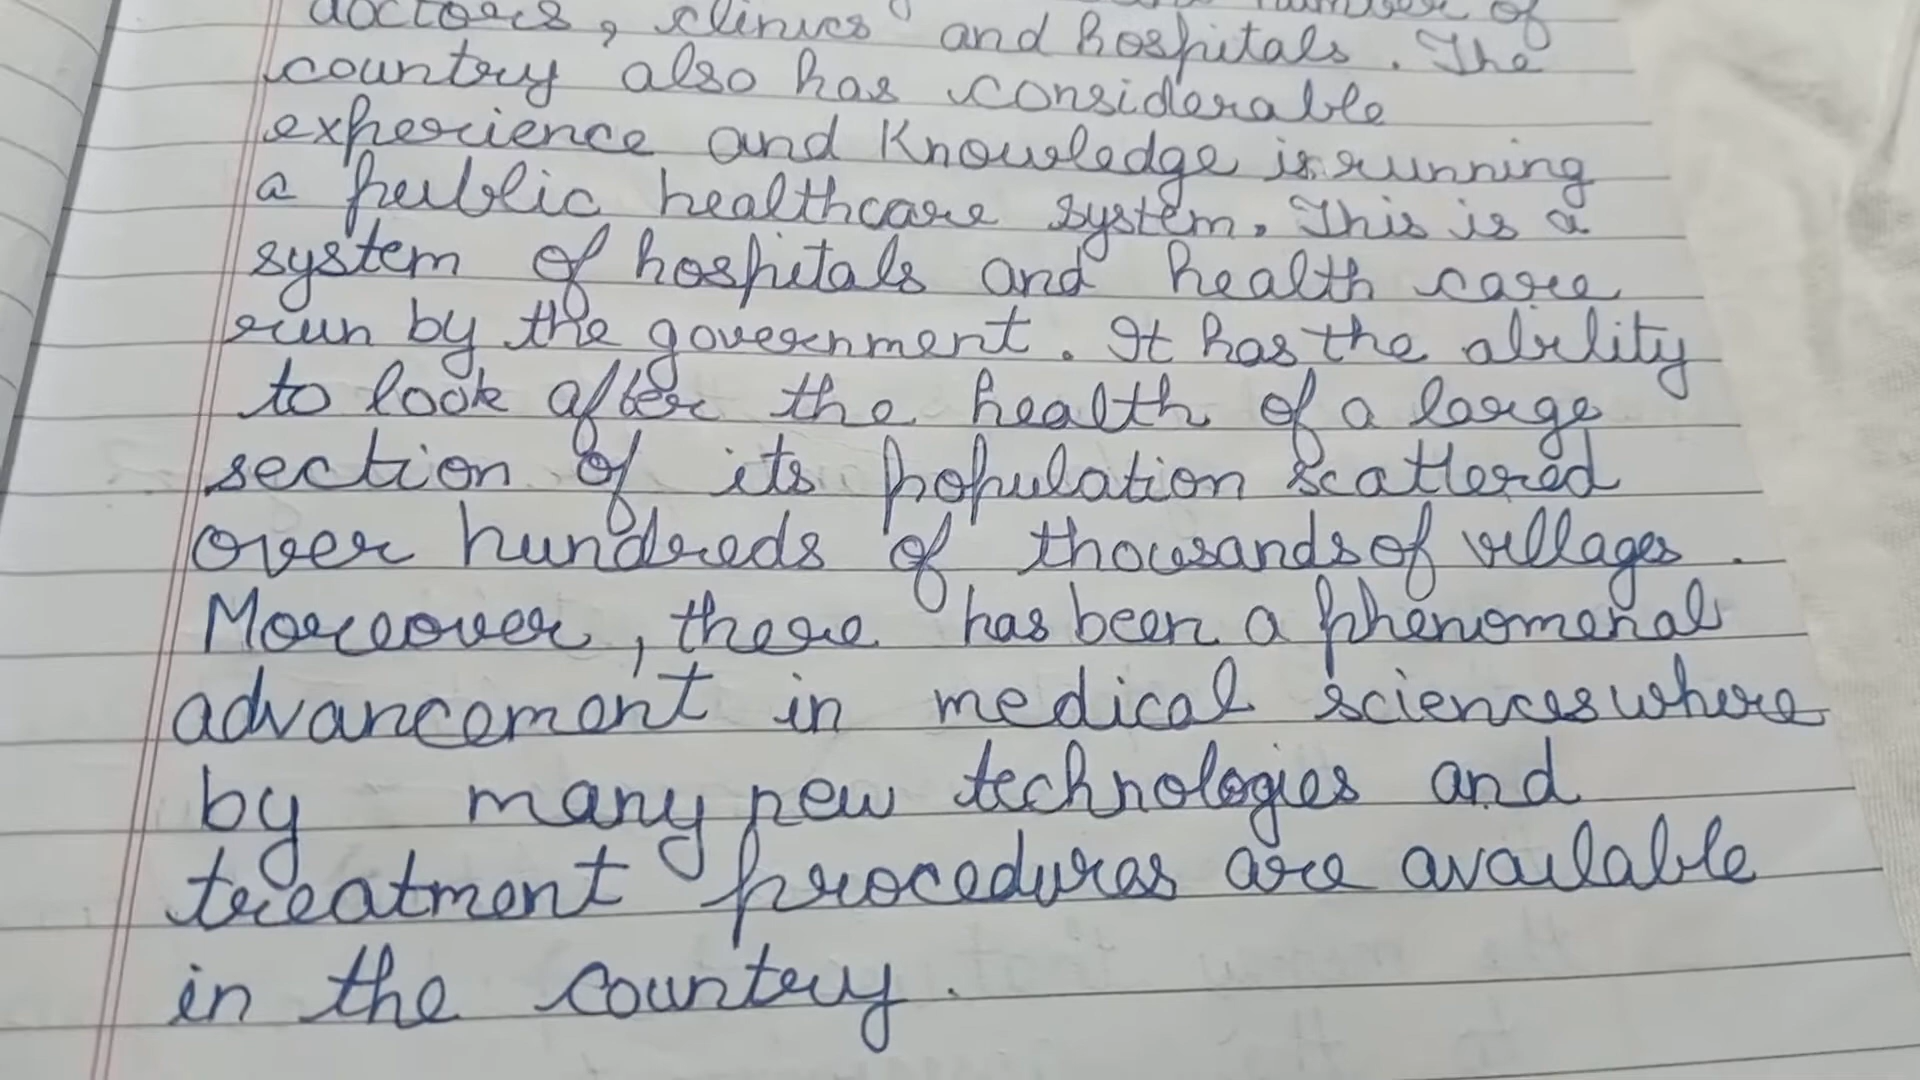 number of
doctors, clinics and hospitals. The
country also has considerable
experience and Knowledge is running
a public healthcare system. This is a
system of hospitals and health care
run by the government. It has the ability
to look after the health of a large
section of its population scattered
over hundreds of thousands of villages.
Moreover, there has been a phenomenal
advancement in medical sciences where
by many new technologies and
treatment procedures are available
in the country.